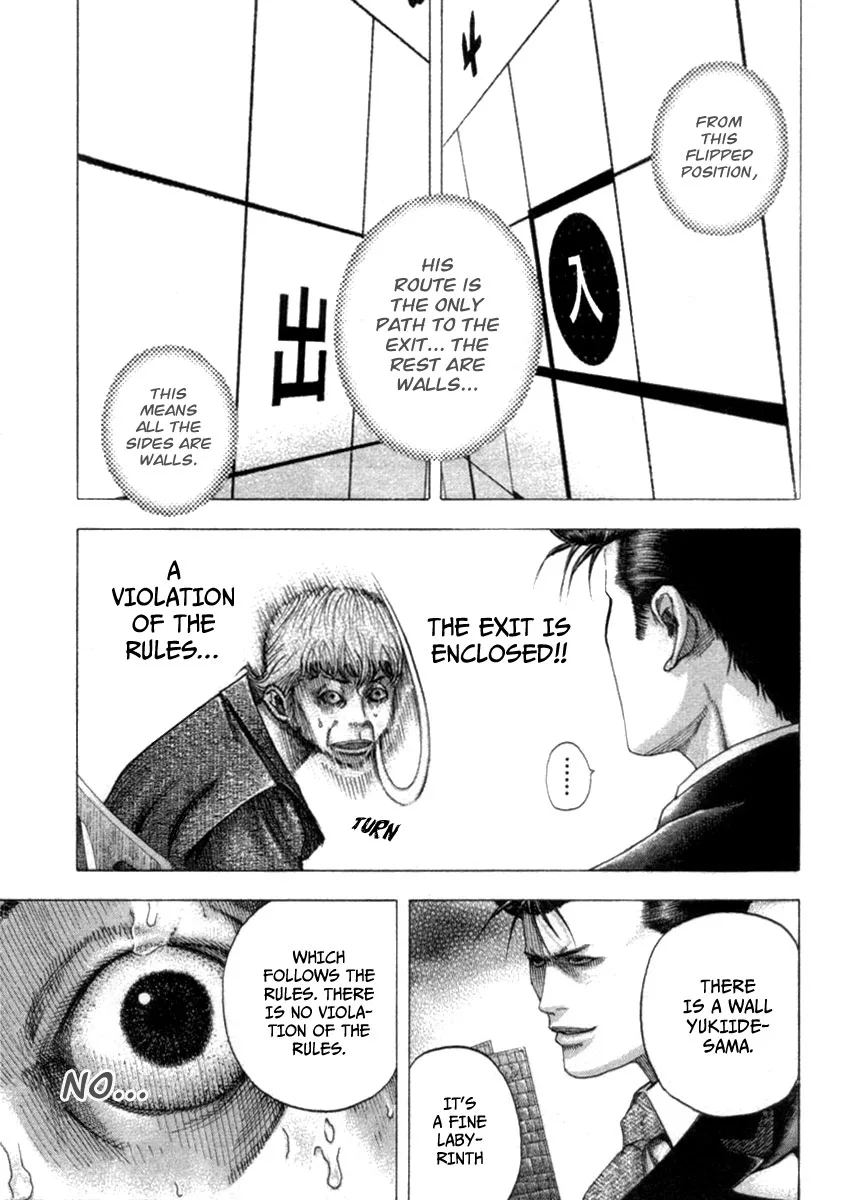 FROM
THIS
FLIPPED
POSITION,
入
HIS
ROUTE IS
THE ONLY
PATH TO THE
EXIT... THE
REST ARE
WALLS...
出
THIS
MEANS ALL
THE
SIDES ARE
WALLS.
THE EXIT IS
ENCLOSED!!
A
VIOLATION
OF THE
RULES...
......
TURN
THERE
IS A WALL
YUKIIDE-
SAMA.
IT'S
A FINE
LABY-
RINTH
WHICH
FOLLOWS THE
RULES. THERE
IS NO VIOLA-
TION OF THE
RULES.
NO...